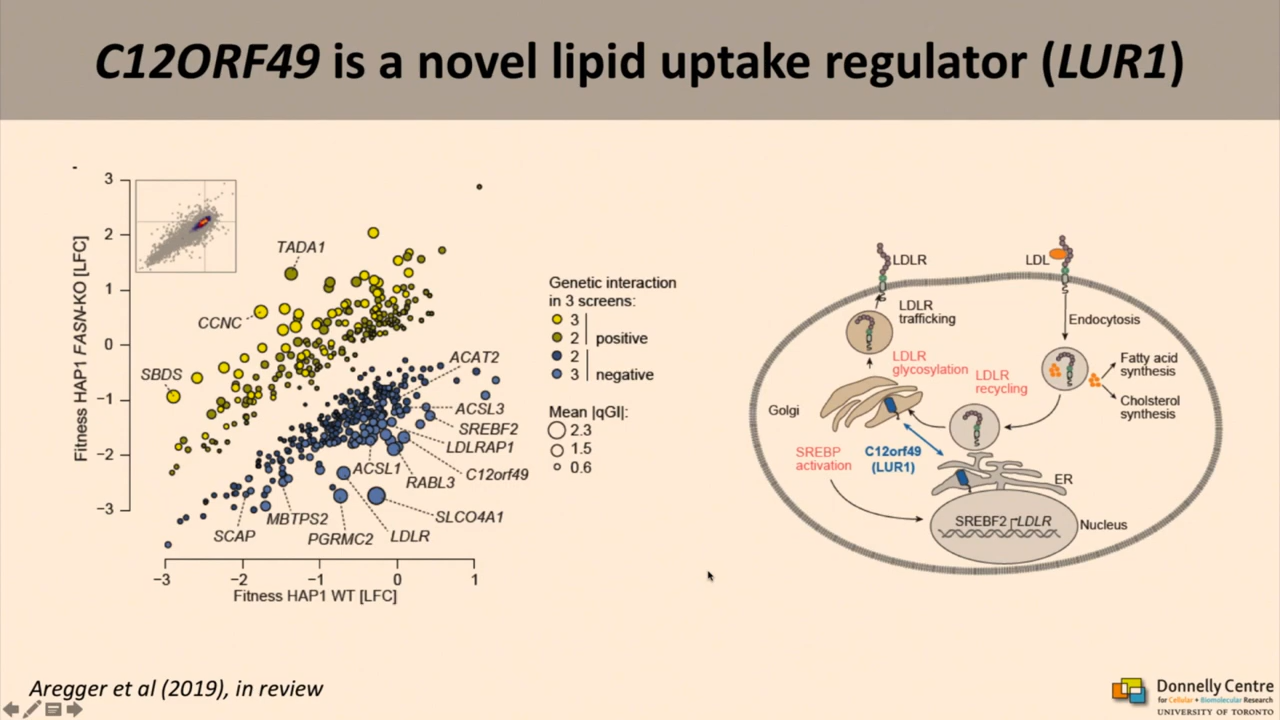 C12ORF49 is a novel lipid uptake regulator (LUR1)
3
2
1
0
−1
−2
−3
Fitness HAP1 FASN-KO [LFC]
TADA1
CCNC
SBDS
ACAT2
ACSL3
SREBF2
LDLRAP1
C12orf49
ACSL1
RABL3
SLCO4A1
MBTPS2
SCAP
PGRMC2
LDLR
−3
−2
−1
0
1
Fitness HAP1 WT [LFC]
Genetic interaction
in 3 screens:
3
2
positive
2
3
negative
Mean |qGI|:
2.3
1.5
0.6
LDLR
LDL
LDLR
trafficking
Endocytosis
LDLR
glycosylation
LDLR
recycling
Fatty acid
synthesis
Cholsterol
synthesis
Golgi
SREBP
activation
C12orf49
(LUR1)
ER
SREBF2
LDLR
Nucleus
Aregger et al (2019), in review
Donnelly Centre
for Cellular + Biomolecular Research
UNIVERSITY OF TORONTO